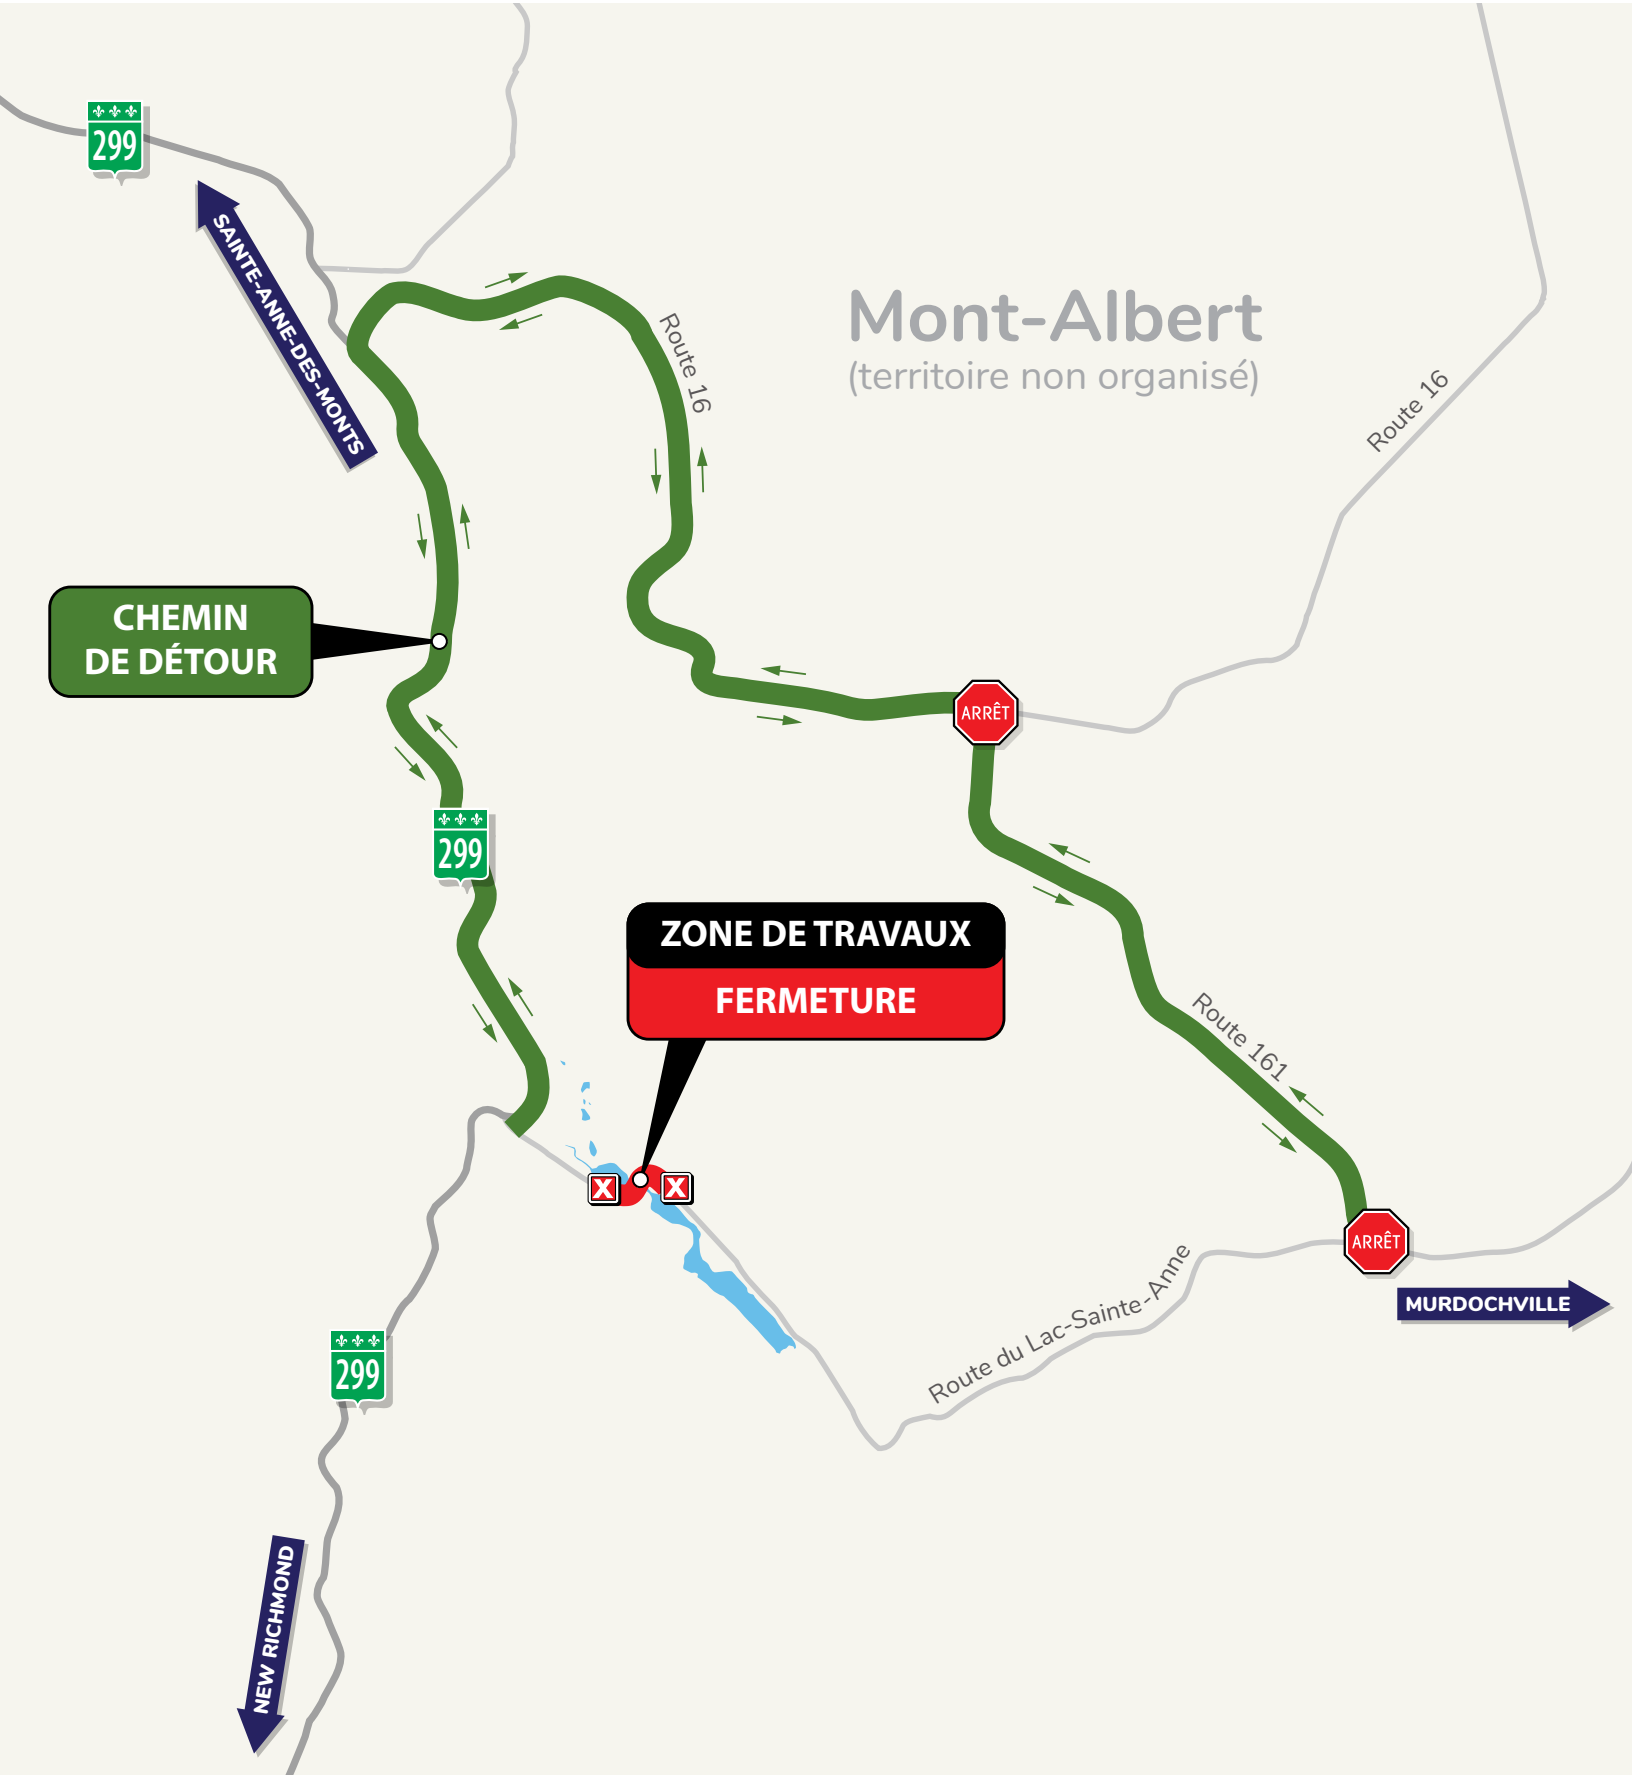 299
SAINTE-ANNE-DES-MONTS
Route 16
Mont-Albert
(territoire non organisé)
Route 16
CHEMIN
DE DÉTOUR
ARRÊT
299
ZONE DE TRAVAUX
FERMETURE
Route 161
X
X
ARRÊT
MURDOCHVILLE
Route du Lac-Sainte-Anne
299
NEW RICHMOND